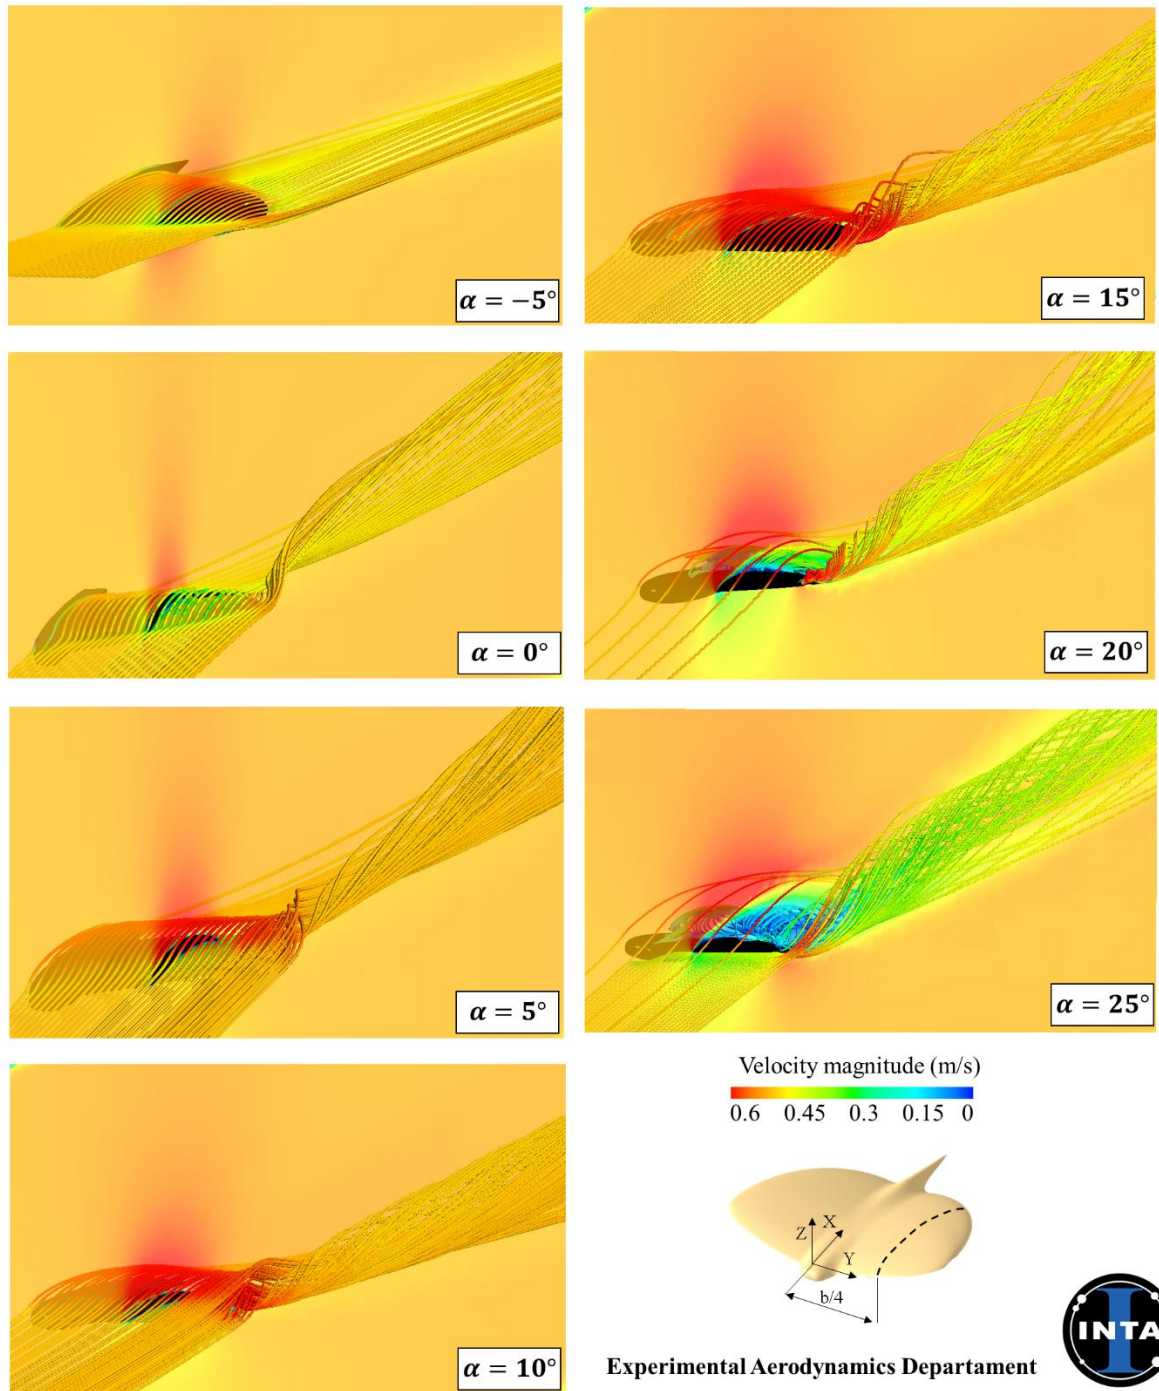 α = −5°
α = 15°
α = 0°
α = 20°
α = 5°
α = 25°
α = 10°
Velocity magnitude (m/s)
0.6 0.45 0.3 0.15 0
Z X Y
b/4
Experimental Aerodynamics Departament
INTA